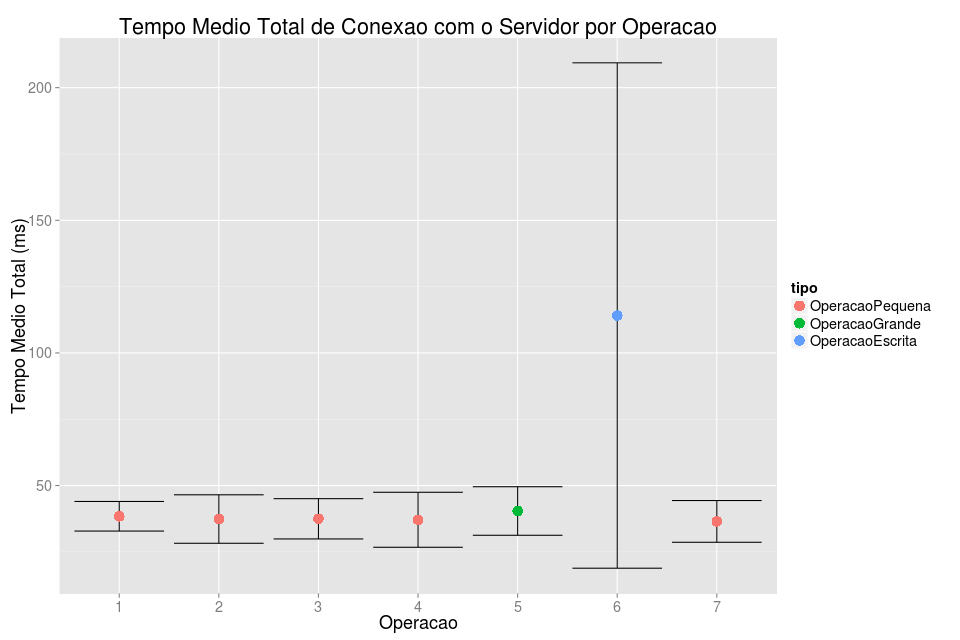 Tempo Medio Total de Conexao com o Servidor por Operacao
Tempo Medio Total (ms)
200
150
100
50
1 2 3 4 5 6 7
Operacao
tipo
OperacaoPequena
OperacaoGrande
OperacaoEscrita